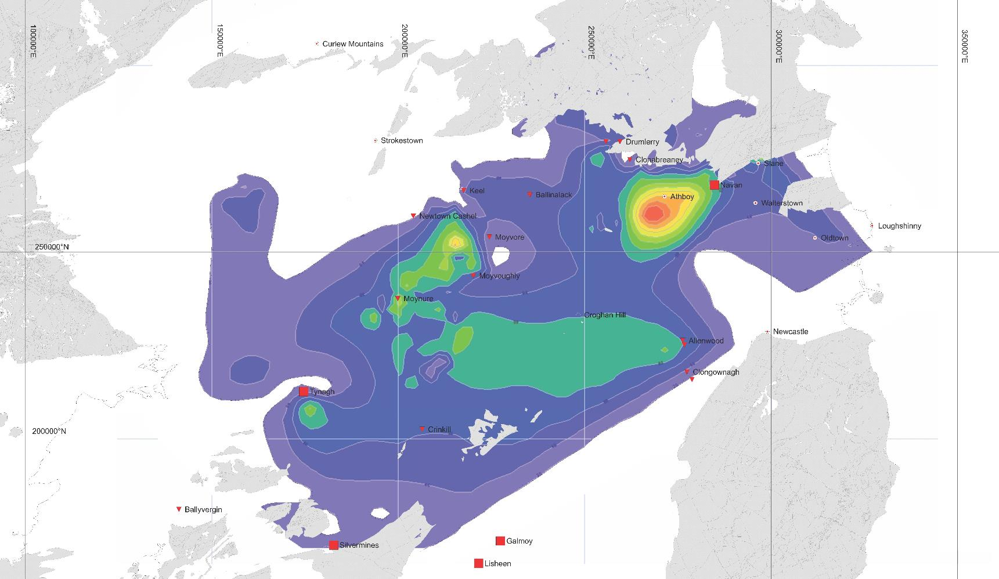 100000°E
150000°E
200000°E
250000°E
300000°E
350000°E
Curlew Mountains
Strokestown
Drumlerry
Clonabreaney
Slane
Navan
Keel
Ballinalack
Athboy
Walterstown
Newtown Cashel
Loughshinny
Moyvore
Oldtown
250000°N
Moyvoughly
Moynure
Croghan Hill
Newcastle
Allenwood
Clongownagh
Tynagh
Crinkill
200000°N
Ballyvergin
Galmoy
Silvermines
Lisheen